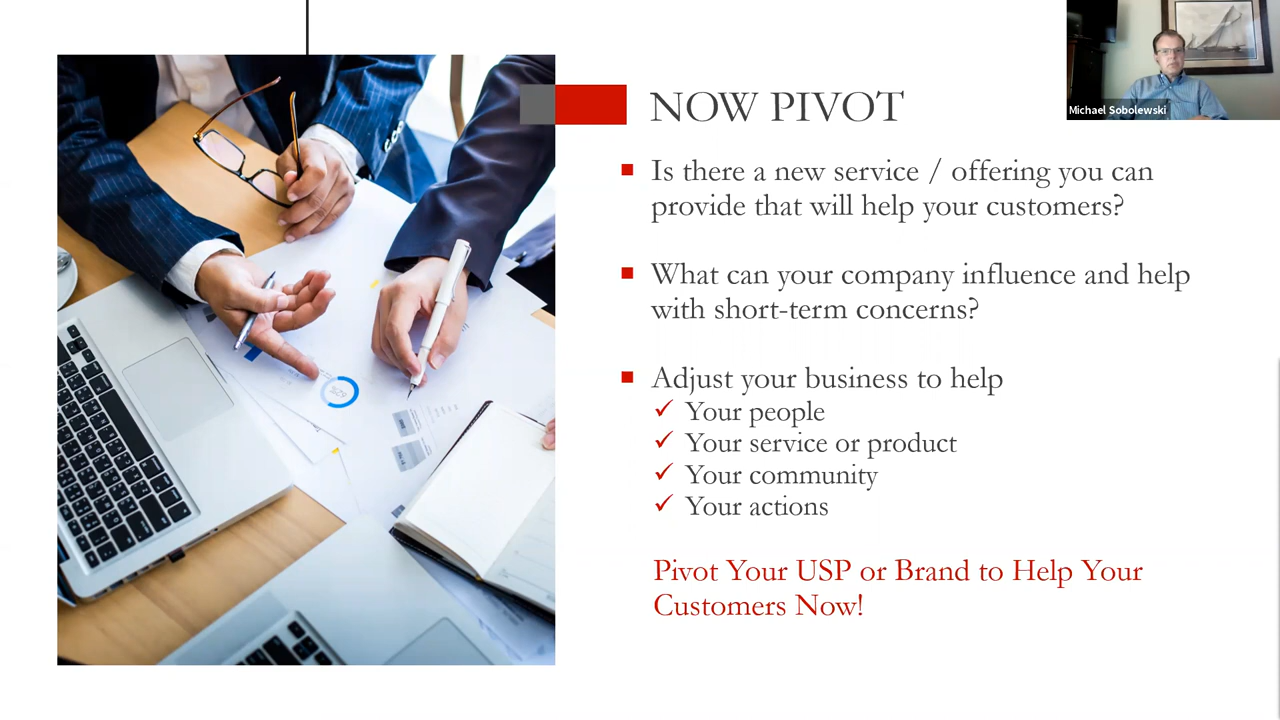 NOW PIVOT
Michael Sobolewski
Is there a new service / offering you can
provide that will help your customers?
What can your company influence and help
with short-term concerns?
Adjust your business to help
Your people
Your service or product
Your community
Your actions
Pivot Your USP or Brand to Help Your
Customers Now!